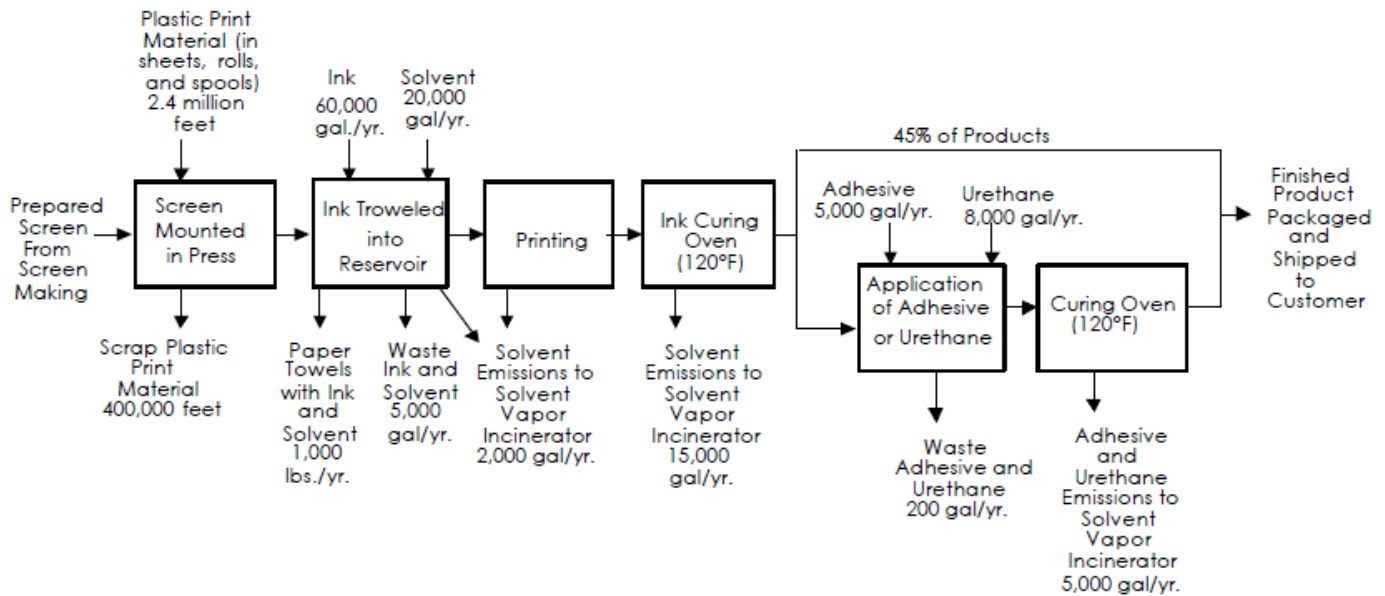 Plastic Print
Material (in
sheets, rolls,
and spools)
2.4 million
feet
Ink
60,000
gal./yr.
Solvent
20,000
gal/yr.
45% of Products
Prepared
Screen
From
Screen
Making
Screen
Mounted
in Press
Ink Troweled
into
Reservoir
Printing
Ink Curing
Oven
(120°F)
Adhesive
5,000 gal/yr.
Urethane
8,000 gal/yr.
Application
of Adhesive
or Urethane
Curing Oven
(120°F)
Finished
Product
Packaged
and
Shipped
to
Customer
Scrap Plastic
Print
Material
400,000 feet
Paper
Towels
with Ink
and
Solvent
1,000
lbs./yr.
Waste
Ink and
Solvent
5,000
gal/yr.
Solvent
Emissions to
Solvent
Vapor
Incinerator
2,000 gal/yr.
Solvent
Emissions to
Solvent
Vapor
Incinerator
15,000
gal/yr.
Waste
Adhesive and
Urethane
200 gal/yr.
Adhesive
and
Urethane
Emissions to
Solvent
Vapor
Incinerator
5,000 gal/yr.